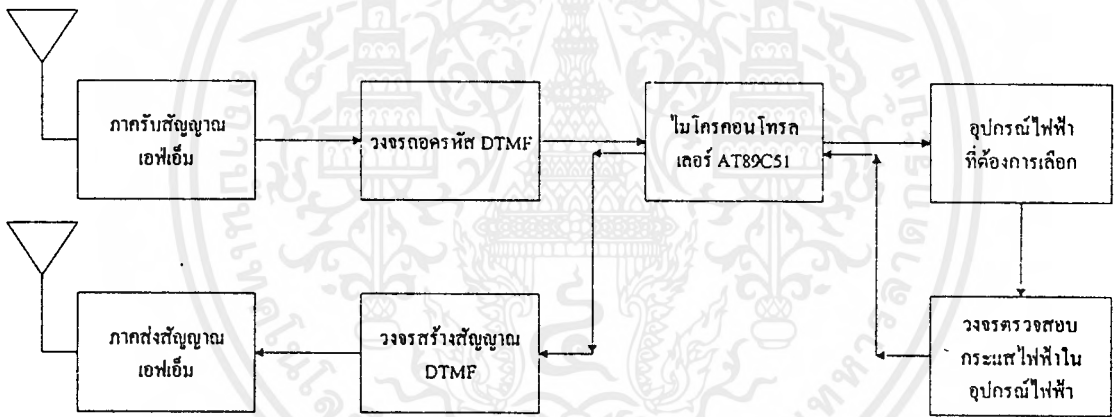 ภาครับสัญญาณ
เอฟเอ็ม
วงจรถอดรหัส DTMF
ไมโครคอนโทรล
เลอร์ AT89C51
อุปกรณ์ไฟฟ้า
ที่ต้องการเลือก
ภาคส่งสัญญาณ
เอฟเอ็ม
วงจรสร้างสัญญาณ
DTMF
วงจรตรวจสอบ
กระแสไฟฟ้าใน
อุปกรณ์ไฟฟ้า